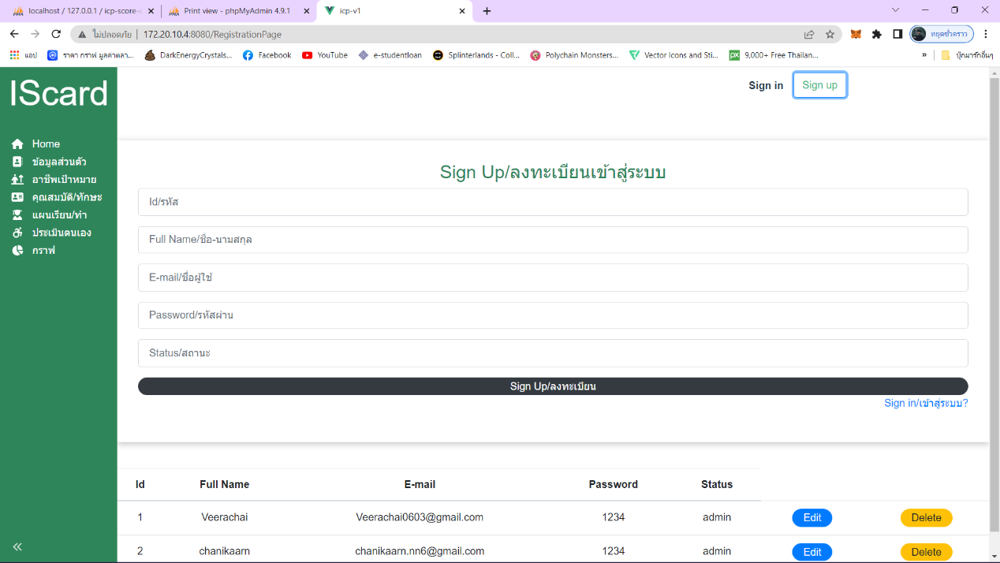 localhost / 127.0.0.1 / icp-score-
Print view - phpMyAdmin 4.9.1
icp-v1
ไม่ปลอดภัย | 172.20.10.4:8080/RegistrationPage
หยุดชั่วคราว
แอป
ราคา กราฟ มูลค่าตลา...
DarkEnergyCrystals...
Facebook
YouTube
e-studentloan
Splinterlands - Coll...
Polychain Monsters...
Vector Icons and Sti...
9,000+ Free Thailan...
»
บุ๊กมาร์กอื่นๆ
IScard
Home
ข้อมูลส่วนตัว
อาชีพเป้าหมาย
คุณสมบัติ/ทักษะ
แผนเรียน/ทำ
ประเมินตนเอง
กราฟ
Sign in
Sign up
Sign Up/ลงทะเบียนเข้าสู่ระบบ
Id/รหัส
Full Name/ชื่อ-นามสกุล
E-mail/ชื่อผู้ใช้
Password/รหัสผ่าน
Status/สถานะ
Sign Up/ลงทะเบียน
Sign in/เข้าสู่ระบบ?
Id Full Name E-mail Password Status
1 Veerachai Veerachai0603@gmail.com 1234 admin Edit Delete
2 chanikaarn chanikaarn.nn6@gmail.com 1234 admin Edit Delete